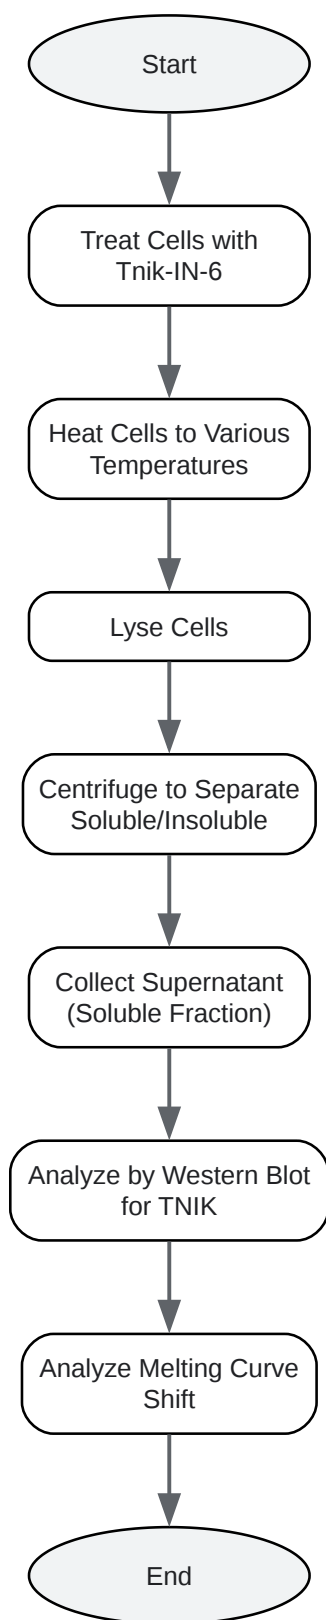 Start
Treat Cells with
Tnik-IN-6
Heat Cells to Various
Temperatures
Lyse Cells
Centrifuge to Separate
Soluble/Insoluble
Collect Supernatant
(Soluble Fraction)
Analyze by Western Blot
for TNIK
Analyze Melting Curve
Shift
End